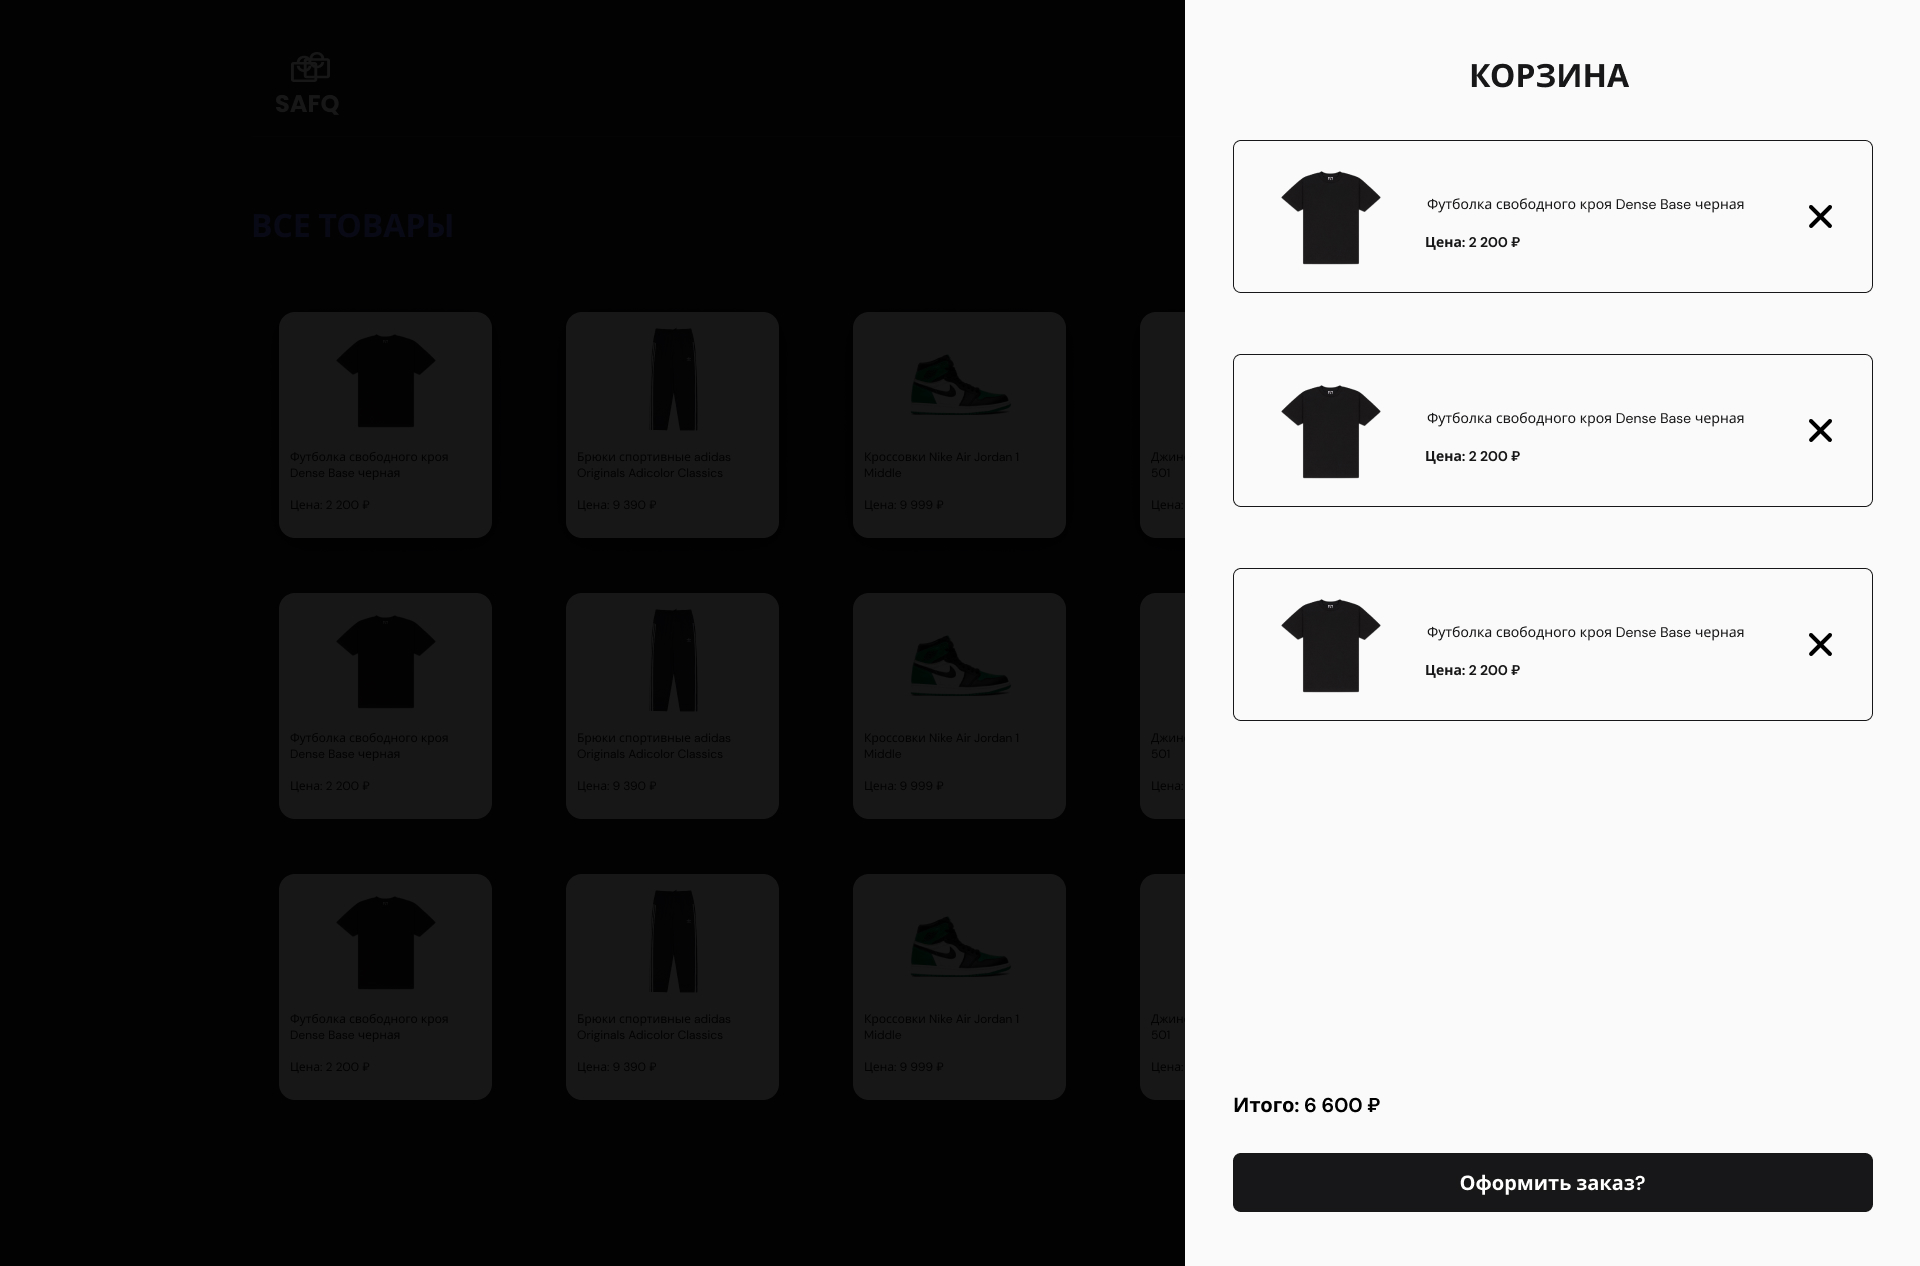 SAFQ
ВСЕ ТОВАРЫ
Футболка свободного кроя
Dense Base черная
Цена: 2 200 ₽
Брюки спортивные adidas
Originals Adicolor Classics
Цена: 9 390 ₽
Кроссовки Nike Air Jordan 1
Middle
Цена: 9 999 ₽
Джин
501
Цена:
Футболка свободного кроя
Dense Base черная
Цена: 2 200 ₽
Брюки спортивные adidas
Originals Adicolor Classics
Цена: 9 390 ₽
Кроссовки Nike Air Jordan 1
Middle
Цена: 9 999 ₽
Джин
501
Цена:
Футболка свободного кроя
Dense Base черная
Цена: 2 200 ₽
Брюки спортивные adidas
Originals Adicolor Classics
Цена: 9 390 ₽
Кроссовки Nike Air Jordan 1
Middle
Цена: 9 999 ₽
Джин
501
Цена:
КОРЗИНА
Футболка свободного кроя Dense Base черная
Цена: 2 200 ₽
Футболка свободного кроя Dense Base черная
Цена: 2 200 ₽
Футболка свободного кроя Dense Base черная
Цена: 2 200 ₽
Итого: 6 600 ₽
Оформить заказ?